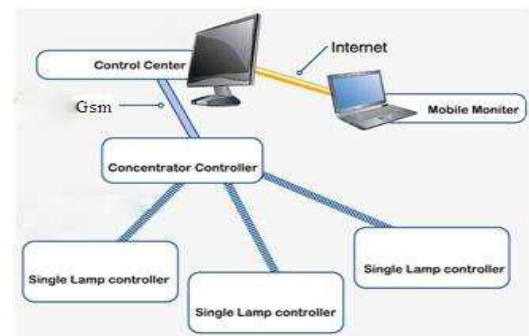 Internet
Control Center
Gsm
Mobile Moniter
Concentrator Controller
Single Lamp controller
Single Lamp controller
Single Lamp controller